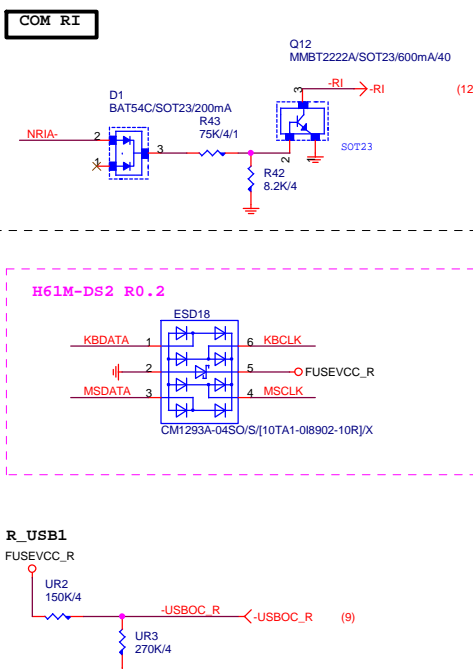 COM RI
Q12
MMBT2222A/SOT23/600mA/40
-RI
-RI
(12
D1
BAT54C/SOT23/200mA
R43
75K/4/1
NRIA-
2
3
1
3
2
1
SOT23
R42
8.2K/4
H61M-DS2 R0.2
ESD18
KBDATA
1
6
KBCLK
2
5
FUSEVCC_R
MSDATA
3
4
MSCLK
CM1293A-04SO/S/[10TA1-0I8902-10R]/X
R_USB1
FUSEVCC_R
UR2
150K/4
-USBOC_R
-USBOC_R
(9)
UR3
270K/4